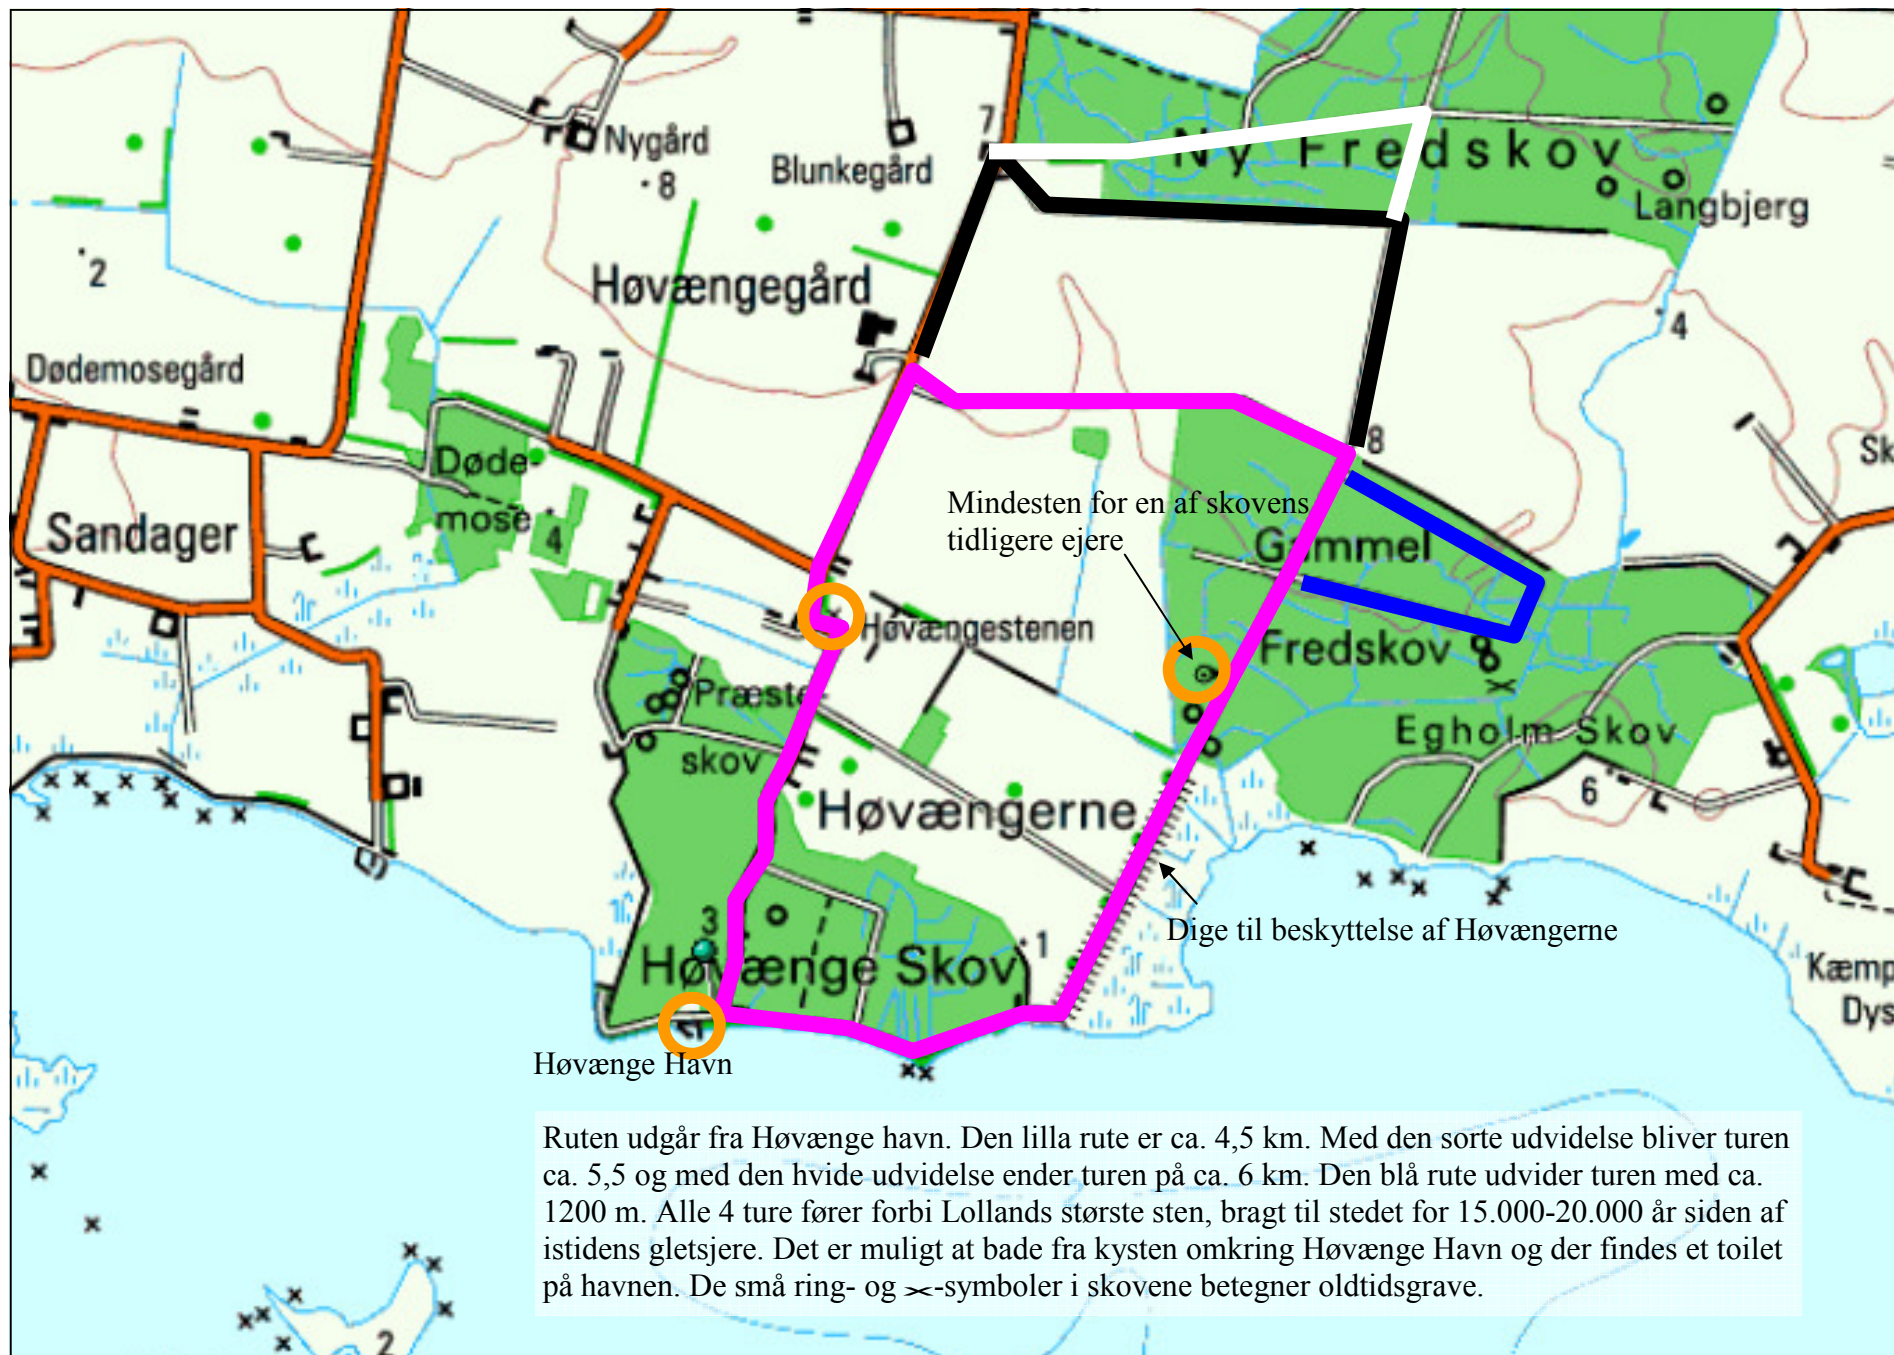 7
Nygård
8
Blunkegård
Ny Fredskov
Langbjerg
2
Høvængegård
4
Dødemosegård
8
Døde-
mose
4
Sandager
Mindesten for en af skovens
tidligere ejere
Gammel
Fredskov
Sk
Høvængestenen
Præste-
skov
Egholm Skov
6
Høvængerne
3
Høvænge Skov
1
Dige til beskyttelse af Høvængerne
Kæmp
Dys
Høvænge Havn
Ruten udgår fra Høvænge havn. Den lilla rute er ca. 4,5 km. Med den sorte udvidelse bliver turen
ca. 5,5 og med den hvide udvidelse ender turen på ca. 6 km. Den blå rute udvider turen med ca.
1200 m. Alle 4 ture fører forbi Lollands største sten, bragt til stedet for 15.000-20.000 år siden af
istidens gletsjere. Det er muligt at bade fra kysten omkring Høvænge Havn og der findes et toilet
på havnen. De små ring- og ><-symboler i skovene betegner oldtidsgrave.
2